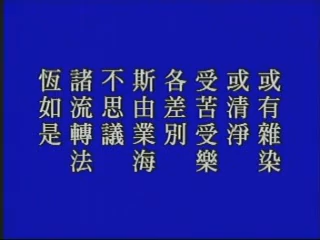 或有雜染
或清淨
受苦受樂
各差別
斯由業海
不思議
諸流轉法
恆如是